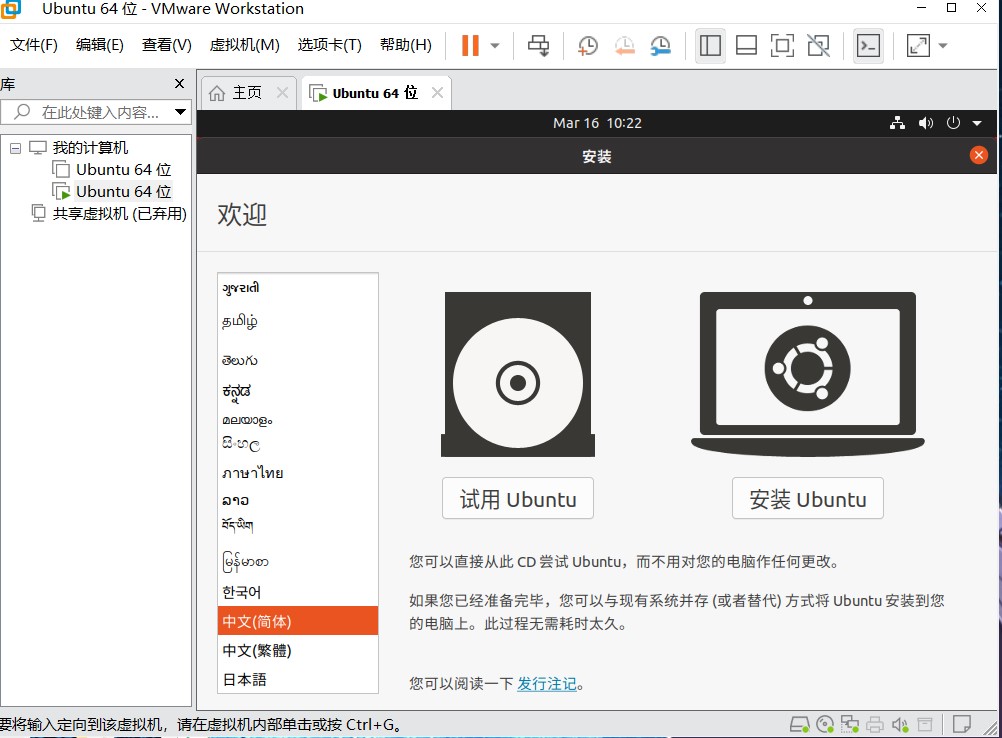 Ubuntu 64 位 - VMware Workstation
文件(F) 编辑(E) 查看(V) 虚拟机(M) 选项卡(T) 帮助(H)
库
在此处键入内容...
我的计算机
Ubuntu 64 位
Ubuntu 64 位
共享虚拟机 (已弃用)
主页
Ubuntu 64 位
Mar 16 10:22
安装
欢迎
ગુજરાતી
தமிழ்
తెలుగు
ಕನ್ನಡ
മലയാളം
සිංහල
ภาษาไทย
ລາວ
བོད་ཡིག
မြန်မာစာ
한국어
中文(简体)
中文(繁體)
日本語
试用 Ubuntu
安装 Ubuntu
您可以直接从此 CD 尝试 Ubuntu，而不用对您的电脑作任何更改。
如果您已经准备完毕，您可以与现有系统并存 (或者替代) 方式将 Ubuntu 安装到您
的电脑上。此过程无需耗时太久。
您可以阅读一下 发行注记。
要将输入定向到该虚拟机，请在虚拟机内部单击或按 Ctrl+G。